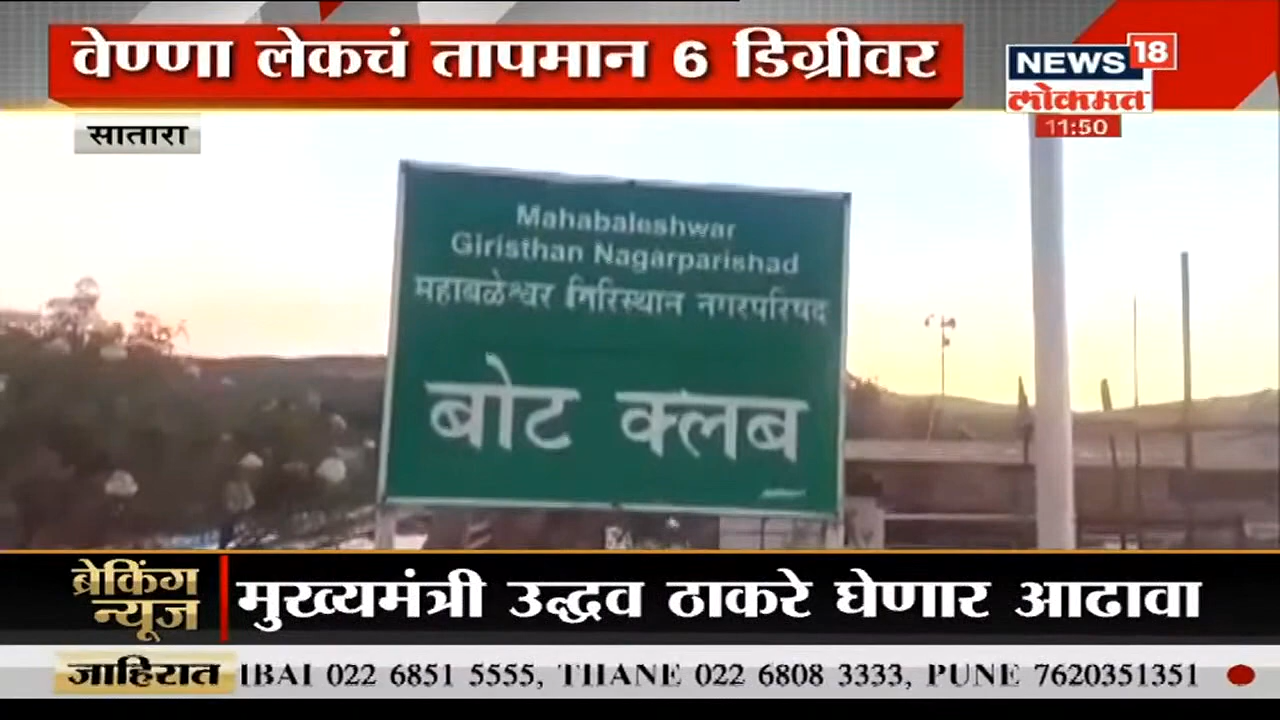 वेण्णा लेकचं तापमान 6 डिग्रीवर
NEWS 18
लोकमत
11:50
सातारा
Mahabaleshwar
Giristhan Nagarparishad
महाबळेश्वर गिरिस्थान नगरपरिषद
बोट क्लब
ब्रेकिंग
न्यूज
मुख्यमंत्री उद्धव ठाकरे घेणार आढावा
जाहिरात
IBAI 022 6851 5555, THANE 022 6808 3333, PUNE 7620351351